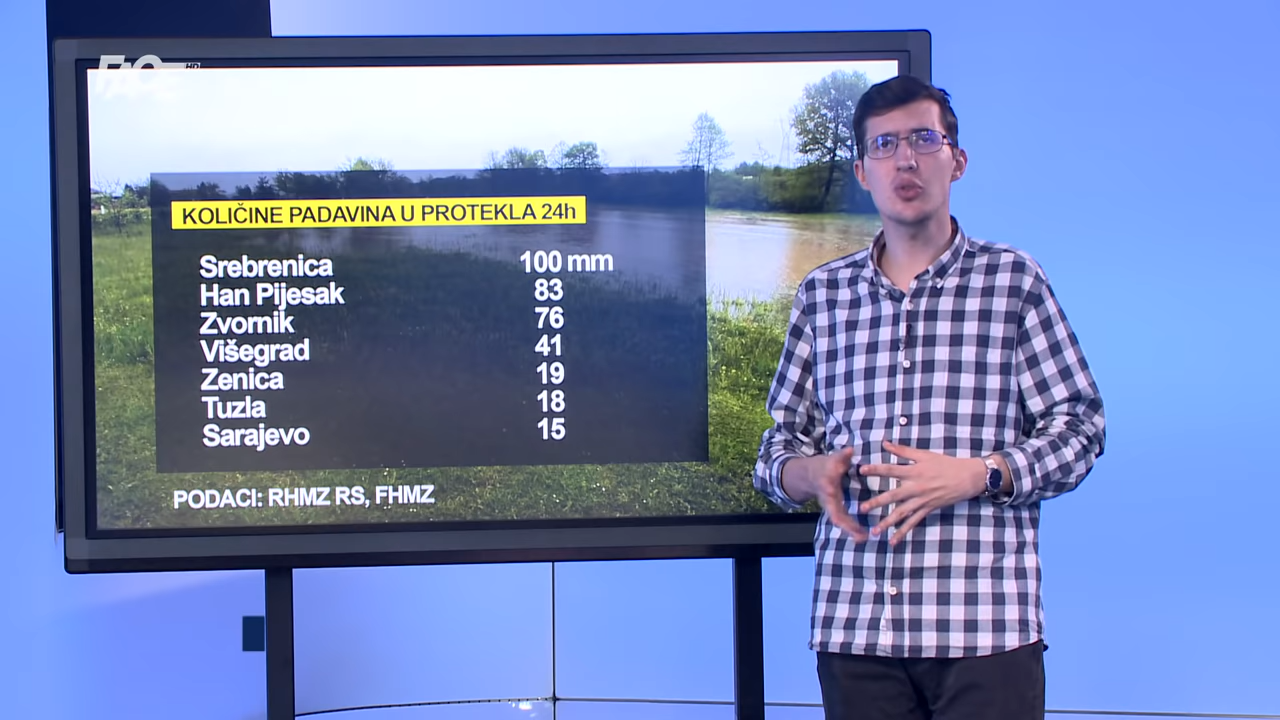 HD
KOLIČINE PADAVINA U PROTEKLA 24h
Srebrenica 100 mm
Han Pijesak 83
Zvornik 76
Višegrad 41
Zenica 19
Tuzla 18
Sarajevo 15
PODACI: RHMZ RS, FHMZ